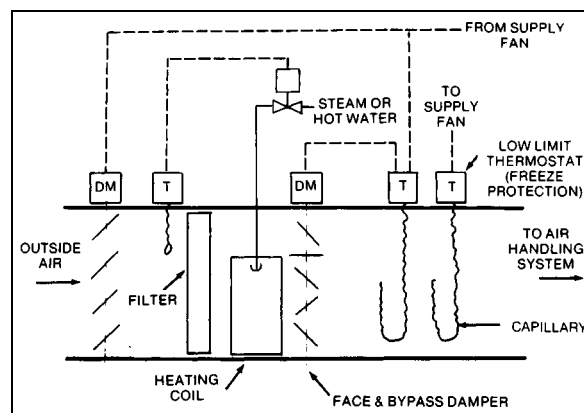 FROM SUPPLY
FAN
STEAM OR
HOT WATER
TO
SUPPLY
FAN
LOW LIMIT
THERMOSTAT
(FREEZE
PROTECTION)
DM
T
DM
T
T
OUTSIDE
AIR
TO AIR
HANDLING
SYSTEM
FILTER
CAPILLARY
HEATING
COIL
FACE & BYPASS DAMPER